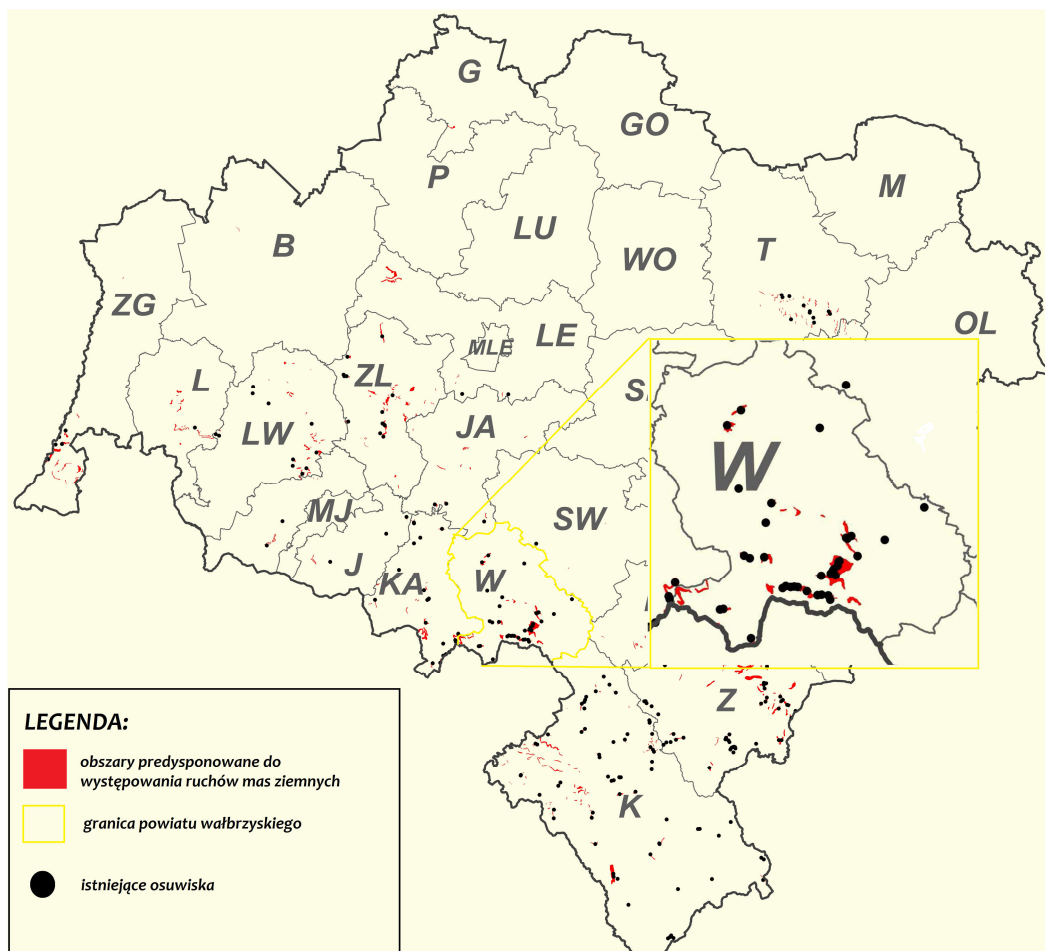 G
GO
P
M
LU
B
WO
T
ZG
OL
LE
MLE
ZL
L
JA
LW
W
MJ
SW
J
KA
W
Z
K
LEGENDA:
obszary predysponowane do
występowania ruchów mas ziemnych
granica powiatu wałbrzyskiego
istniejące osuwiska